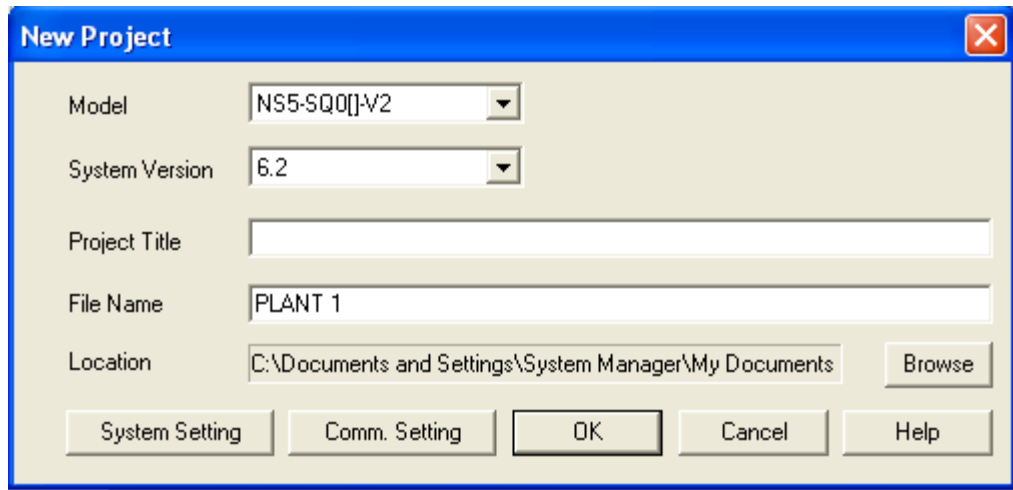 New Project
Model NS5-SQ0[]-V2
System Version 6.2
Project Title
File Name PLANT 1
Location C:\Documents and Settings\System Manager\My Documents Browse
System Setting Comm. Setting OK Cancel Help